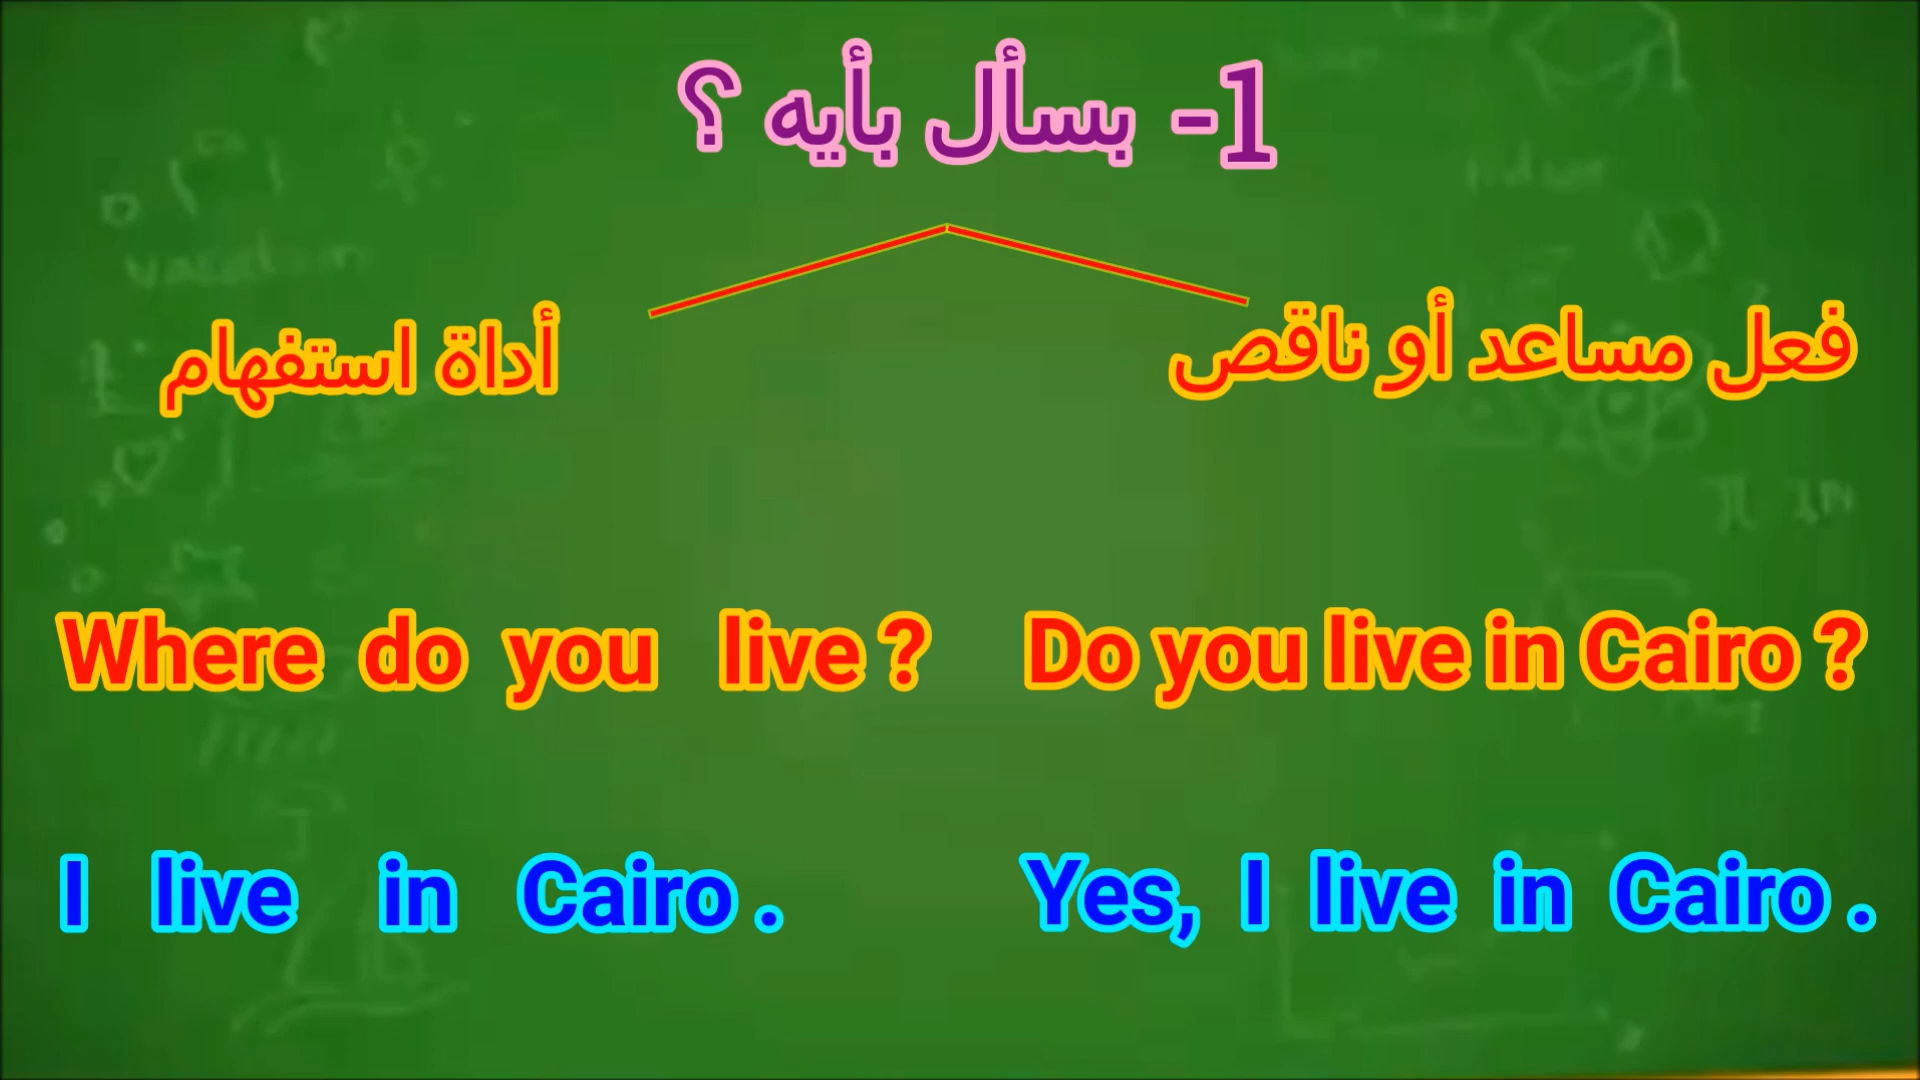 1- بسأل بأيه ؟
فعل مساعد أو ناقص
أداة استفهام
Where do you live ?
Do you live in Cairo ?
I live in Cairo .
Yes, I live in Cairo .